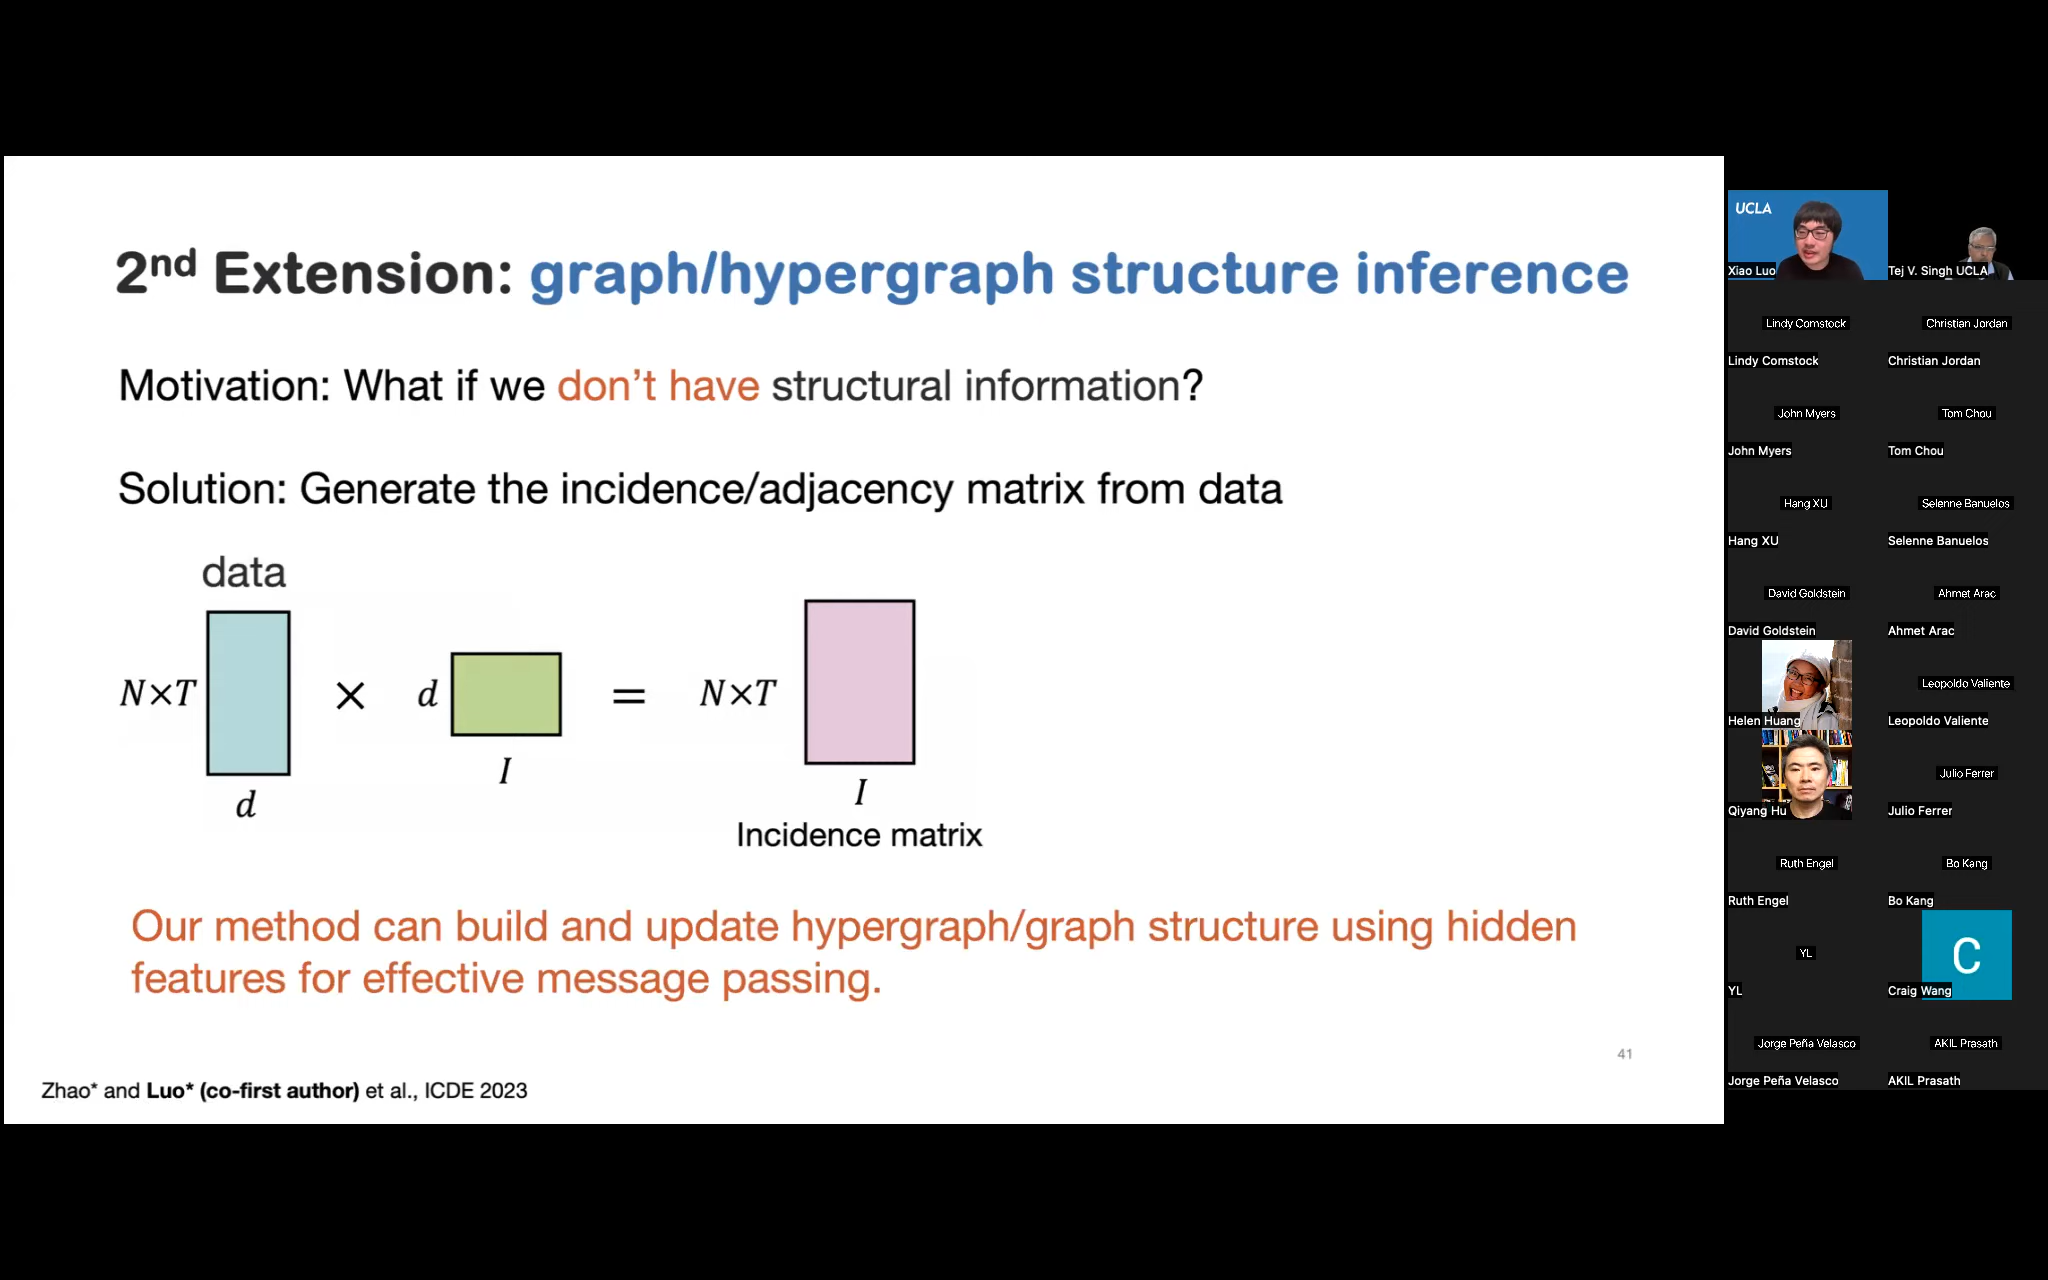 2nd Extension: graph/hypergraph structure inference
Motivation: What if we don't have structural information?
Solution: Generate the incidence/adjacency matrix from data
data
N×T
×
d
=
N×T
d
I
I
Incidence matrix
Our method can build and update hypergraph/graph structure using hidden
features for effective message passing.
41
Zhao* and Luo* (co-first author) et al., ICDE 2023
UCLA
Xiao Luo
Tej V. Singh UCLA
Lindy Comstock
Christian Jordan
Lindy Comstock
Christian Jordan
John Myers
Tom Chou
John Myers
Tom Chou
Hang XU
Selenne Banuelos
Hang XU
Selenne Banuelos
David Goldstein
Ahmet Arac
David Goldstein
Ahmet Arac
Leopoldo Valiente
Helen Huang
Leopoldo Valiente
Julio Ferrer
Qiyang Hu
Julio Ferrer
Ruth Engel
Bo Kang
Ruth Engel
Bo Kang
YL
C
YL
Craig Wang
Jorge Peña Velasco
AKIL Prasath
Jorge Peña Velasco
AKIL Prasath